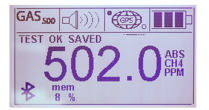 GAS 500 GPS
TEST OK SAVED
502.0 ABS CH4 PPM
mem
8 %